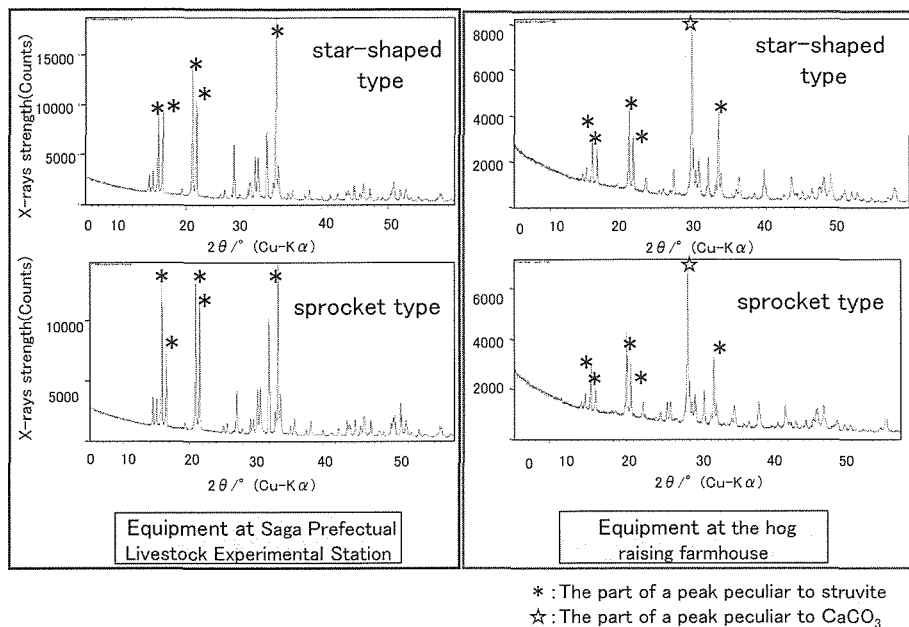 X-rays strength(Counts)
15000
10000
5000
0 10 20 30 40 50
2θ/° (Cu-Kα)
star-shaped
type
* * * * *
8000
6000
4000
2000
0 10 20 30 40 50
2θ/° (Cu-Kα)
star-shaped
type
* * * * ☆ *
X-rays strength(Counts)
10000
5000
0 10 20 30 40 50
2θ/° (Cu-Kα)
sprocket type
* * * * *
6000
4000
2000
0 10 20 30 40 50
2θ/° (Cu-Kα)
sprocket type
* * * * ☆ *
Equipment at Saga Prefectual
Livestock Experimental Station
Equipment at the hog
raising farmhouse
* : The part of a peak peculiar to struvite
☆ : The part of a peak peculiar to CaCO₃